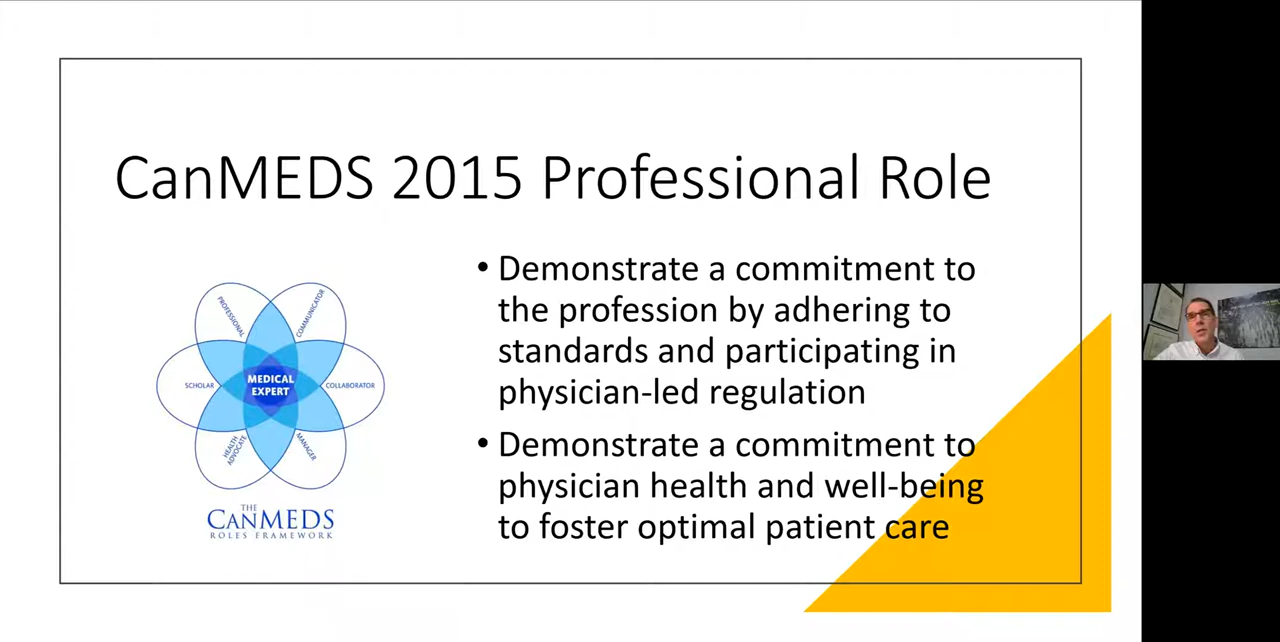 CanMEDS 2015 Professional Role
• Demonstrate a commitment to
the profession by adhering to
standards and participating in
physician-led regulation
• Demonstrate a commitment to
physician health and well-being
to foster optimal patient care
PROFESSIONAL
COMMUNICATOR
SCHOLAR
MEDICAL
EXPERT
COLLABORATOR
HEALTH
ADVOCATE
MANAGER
THE
CANMEDS
ROLES FRAMEWORK